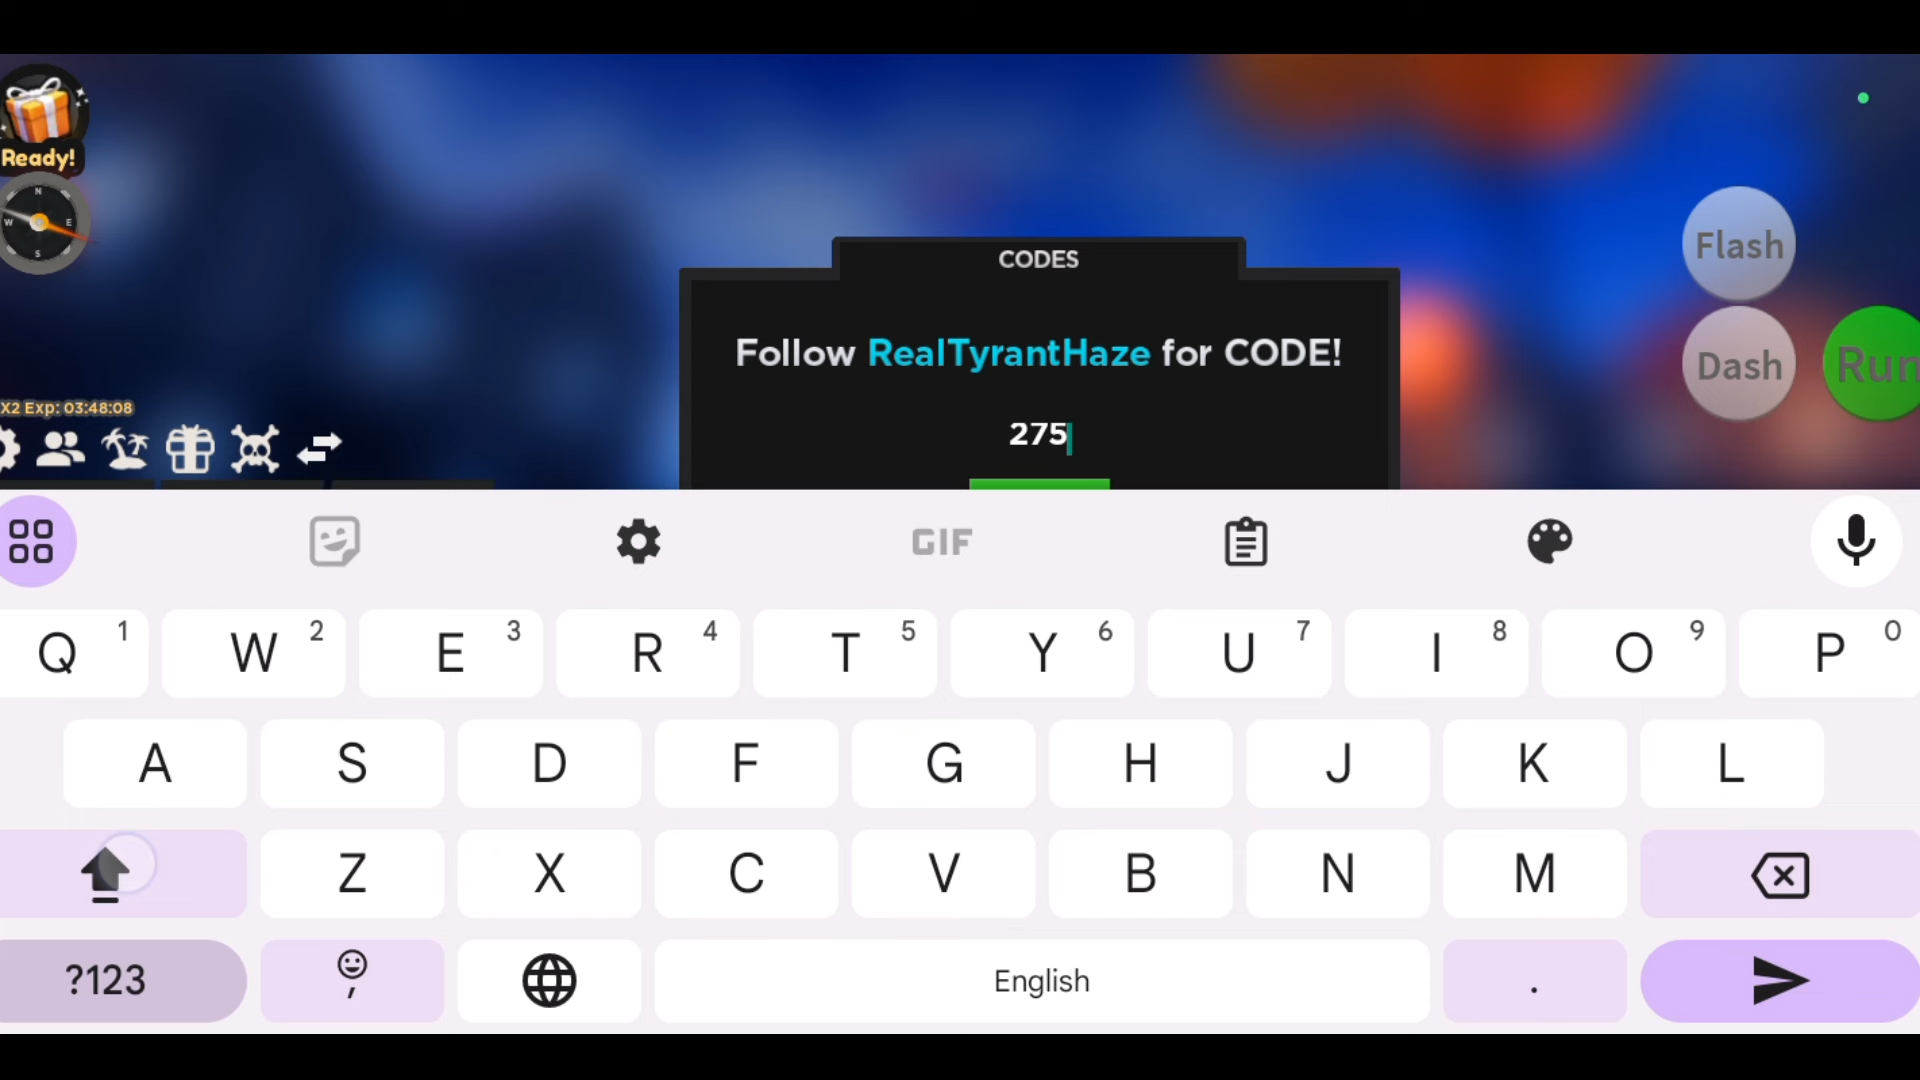 Ready!
N
W E
S
CODES
Follow RealTyrantHaze for CODE!
275
Flash
Dash
Run
X2 Exp: 03:48:08
GIF
Q 1 W 2 E 3 R 4 T 5 Y 6 U 7 I 8 O 9 P 0
A S D F G H J K L
Z X C V B N M
?123 , English .